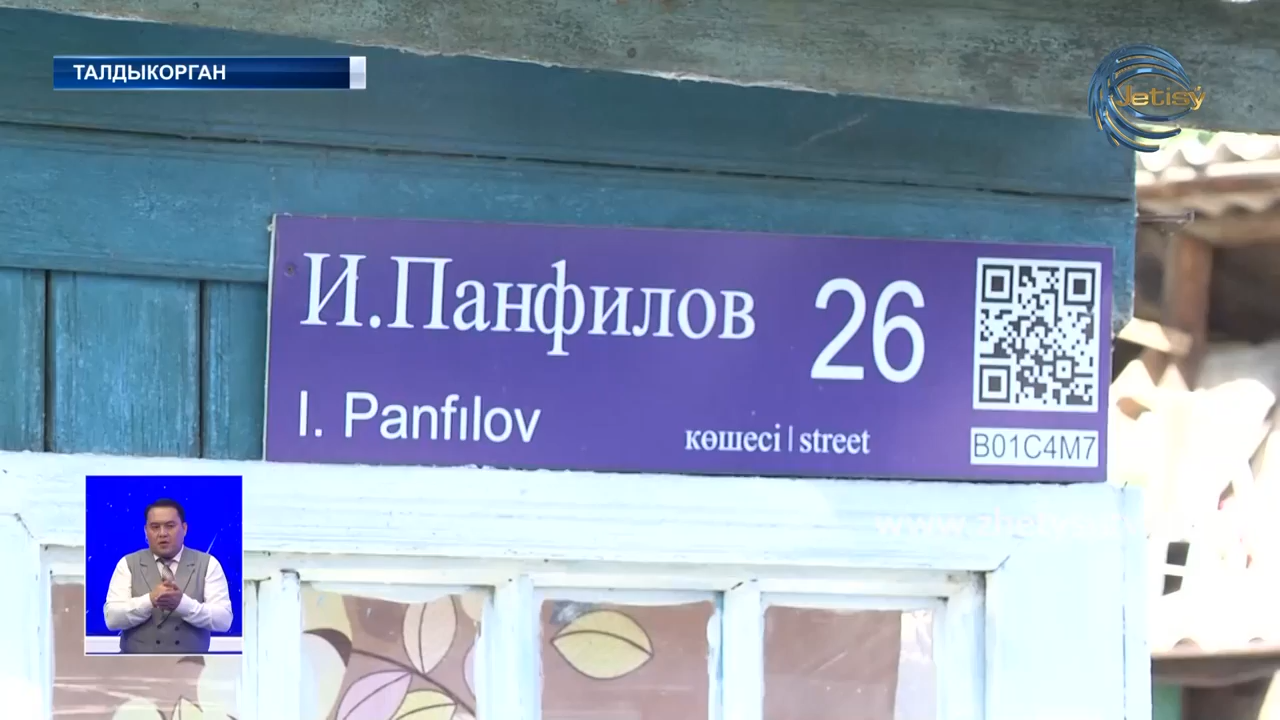 ТАЛДЫКОРГАН
Jetisý
И.Панфилов
26
I. Panfılov
көшесі | street
B01C4M7